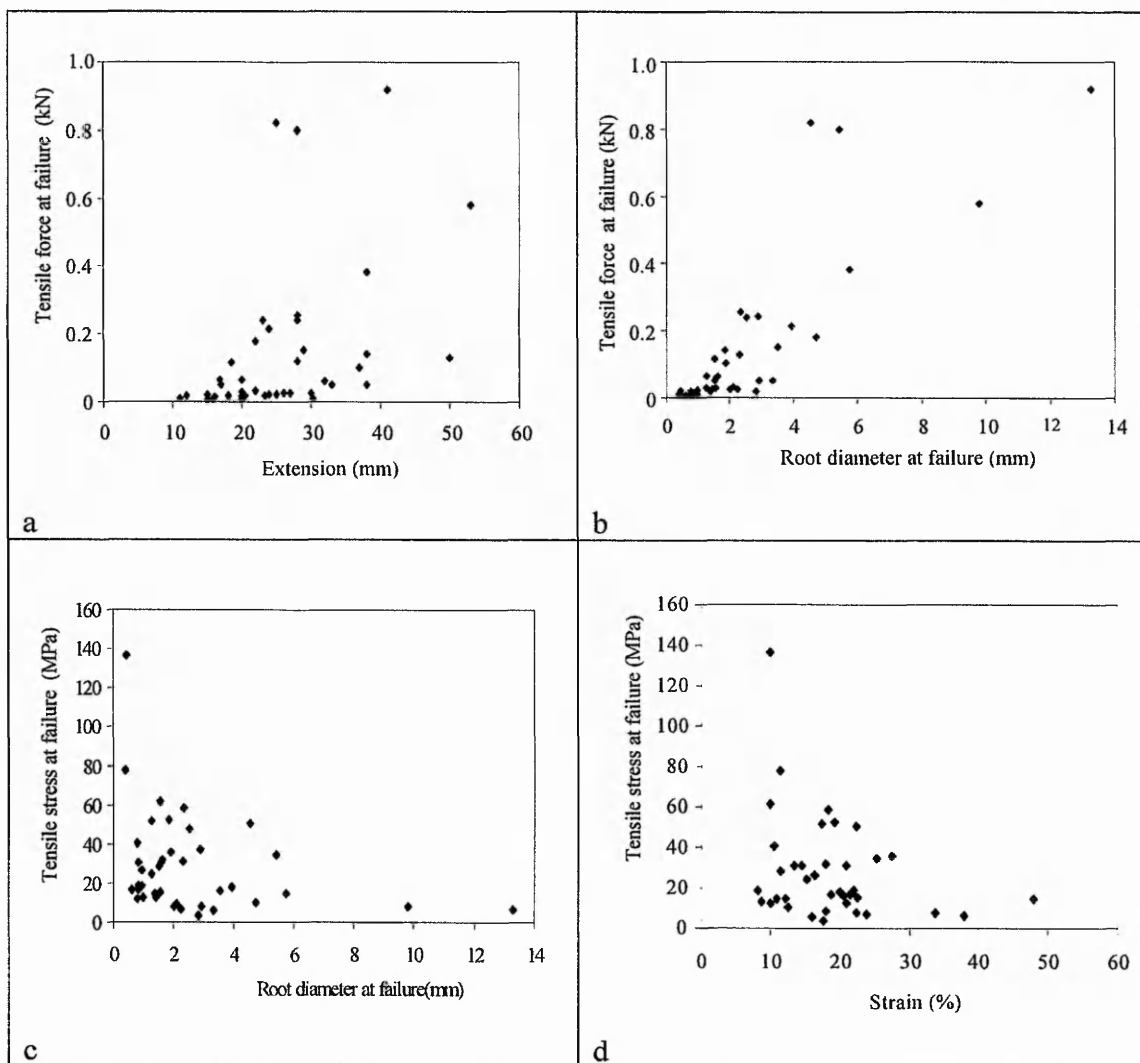 1.0
0.8
0.6
0.4
0.2
0
0 10 20 30 40 50 60
Tensile force at failure (kN)
Extension (mm)
a
1.0
0.8
0.6
0.4
0.2
0
0 2 4 6 8 10 12 14
Tensile force at failure (kN)
Root diameter at failure (mm)
b
160
140
120
100
80
60
40
20
0
0 2 4 6 8 10 12 14
Tensile stress at failure (MPa)
Root diameter at failure(mm)
c
160
140
120
100
80
60
40
20
0
0 10 20 30 40 50 60
Tensile stress at failure (MPa)
Strain (%)
d